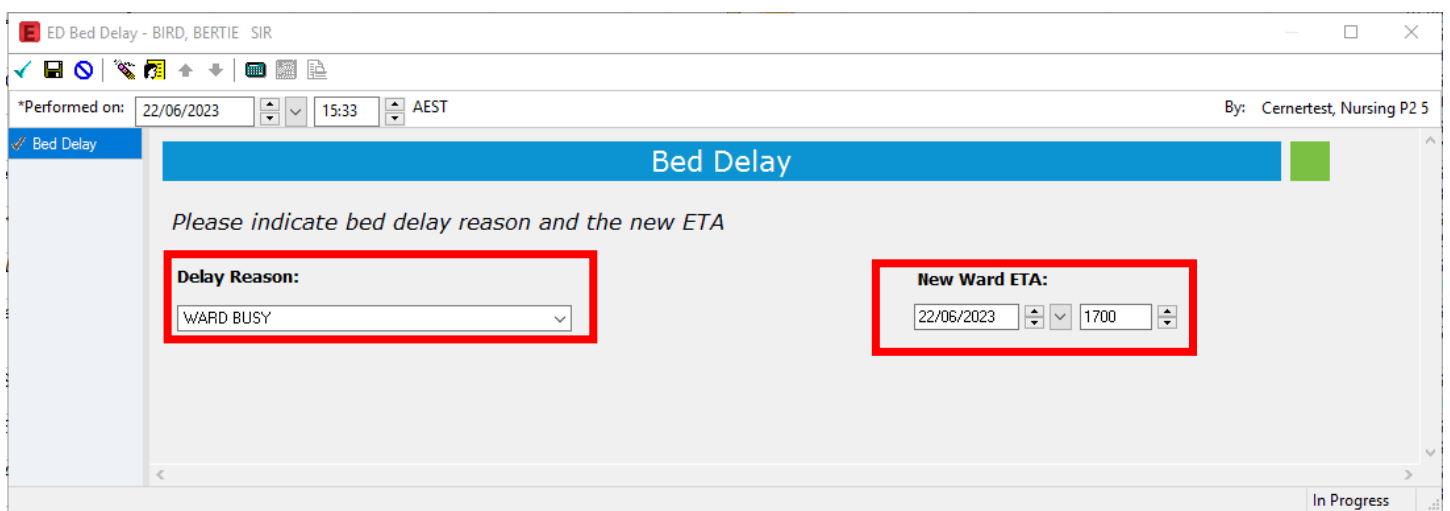 E ED Bed Delay - BIRD, BERTIE SIR
*Performed on: 22/06/2023 15:33 AEST By: Cernertest, Nursing P2 5
Bed Delay
Bed Delay
Please indicate bed delay reason and the new ETA
Delay Reason: New Ward ETA:
WARD BUSY 22/06/2023 1700
In Progress